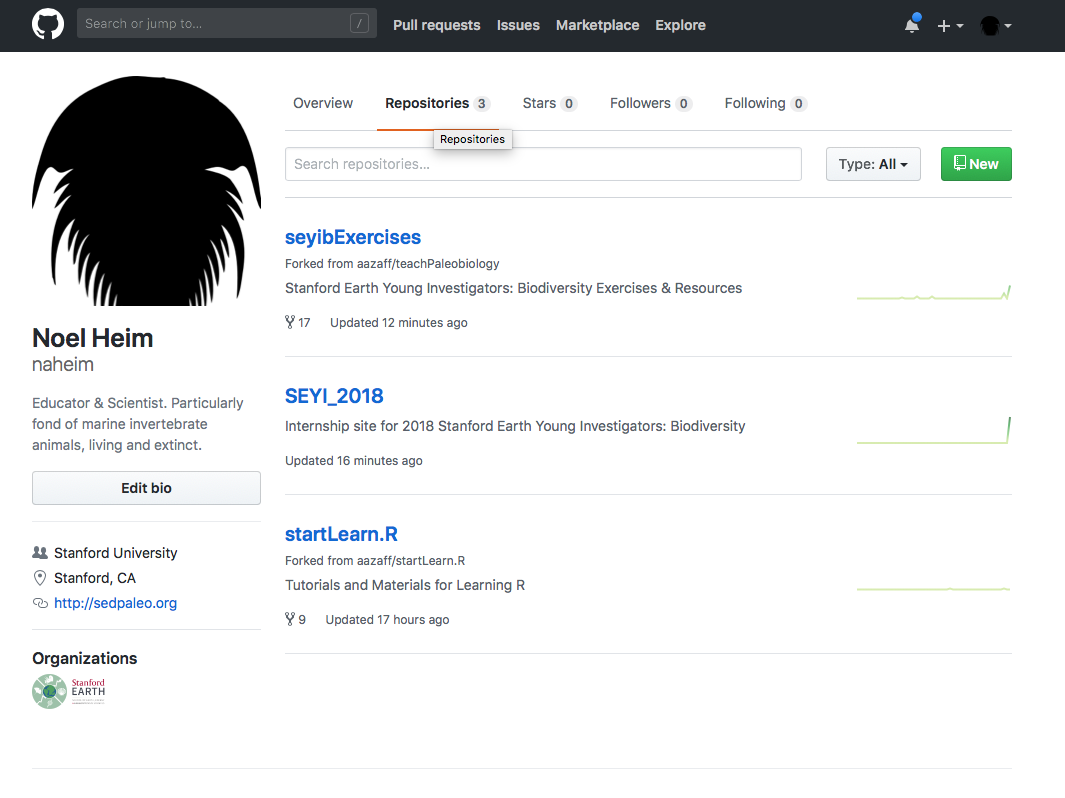 Search or jump to...
/
Pull requests
Issues
Marketplace
Explore
Overview
Repositories 3
Stars 0
Followers 0
Following 0
Repositories
Search repositories...
Type: All
New
Noel Heim
naheim
Educator & Scientist. Particularly
fond of marine invertebrate
animals, living and extinct.
Edit bio
Stanford University
Stanford, CA
http://sedpaleo.org
Organizations
Stanford
EARTH
seyibExercises
Forked from aazaff/teachPaleobiology
Stanford Earth Young Investigators: Biodiversity Exercises & Resources
17 Updated 12 minutes ago
SEYI_2018
Internship site for 2018 Stanford Earth Young Investigators: Biodiversity
Updated 16 minutes ago
startLearn.R
Forked from aazaff/startLearn.R
Tutorials and Materials for Learning R
9 Updated 17 hours ago